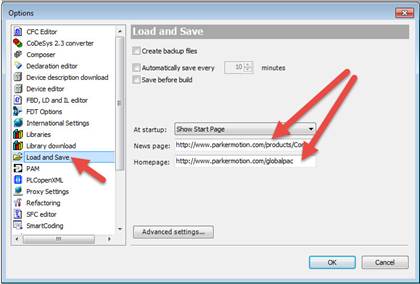 Options
CFC Editor
CoDeSys 2.3 converter
Composer
Declaration editor
Device description download
Device editor
FBD, LD and IL editor
FDT Options
International Settings
Libraries
Library download
Load and Save
PAM
PLCopenXML
Proxy Settings
Refactoring
SFC editor
SmartCoding
Load and Save
Create backup files
Automatically save every 10 minutes
Save before build
At startup: Show Start Page
News page: http://www.parkermotion.com/products/Con
Homepage: http://www.parkermotion.com/globalpac
Advanced settings...
OK Cancel